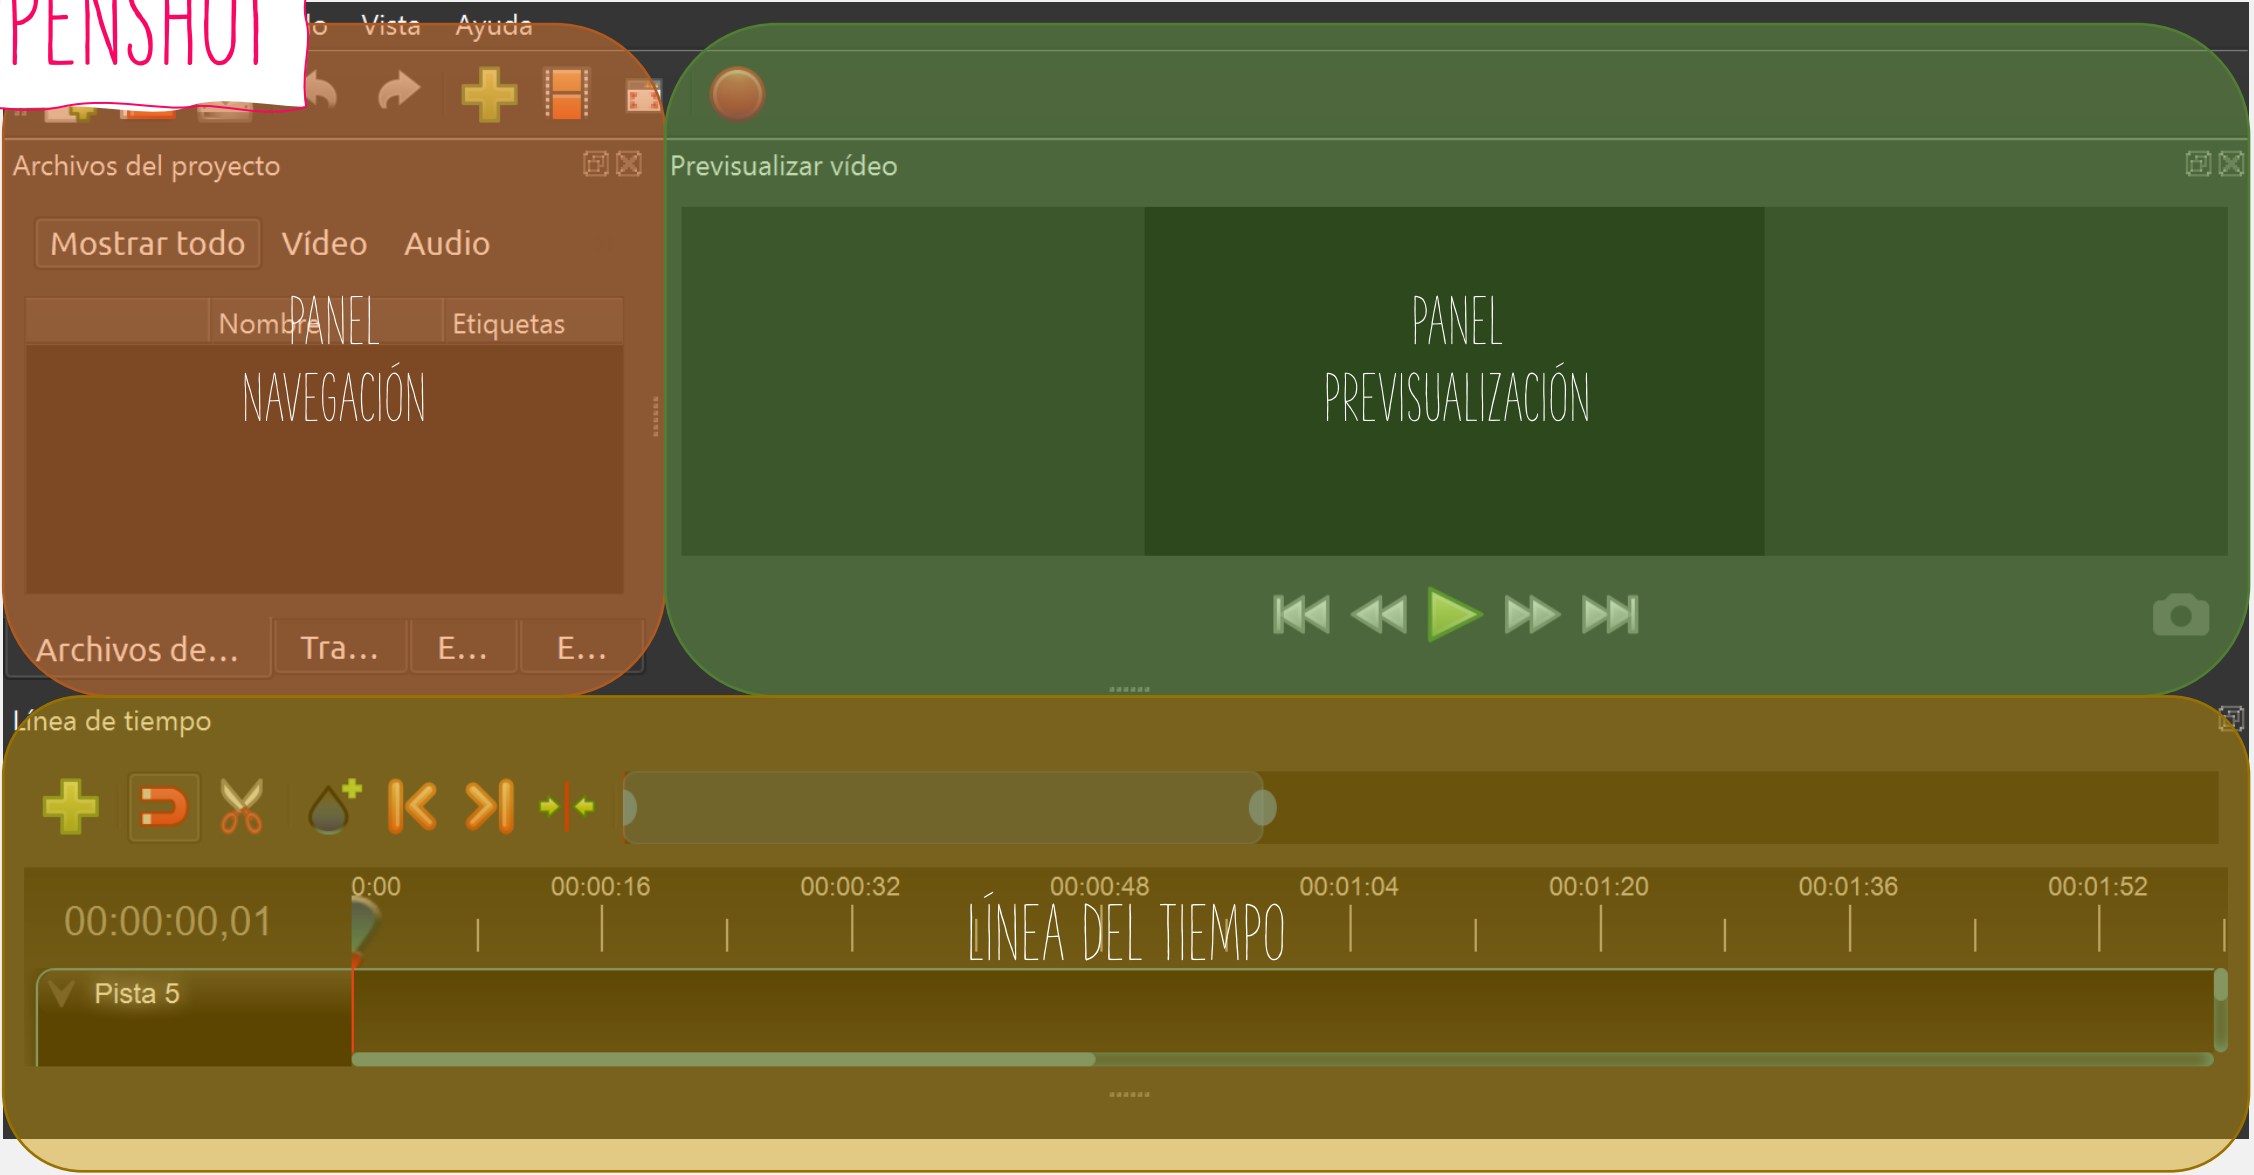 PENSHOT
Vista Ayuda
Archivos del proyecto
Previsualizar vídeo
Mostrar todo Vídeo Audio
Nombre Etiquetas
PANEL
NAVEGACIÓN
PANEL
PREVISUALIZACIÓN
Archivos de... Tra... E... E...
Línea de tiempo
0:00 00:00:16 00:00:32 00:00:48 00:01:04 00:01:20 00:01:36 00:01:52
00:00:00,01
LÍNEA DEL TIEMPO
Pista 5